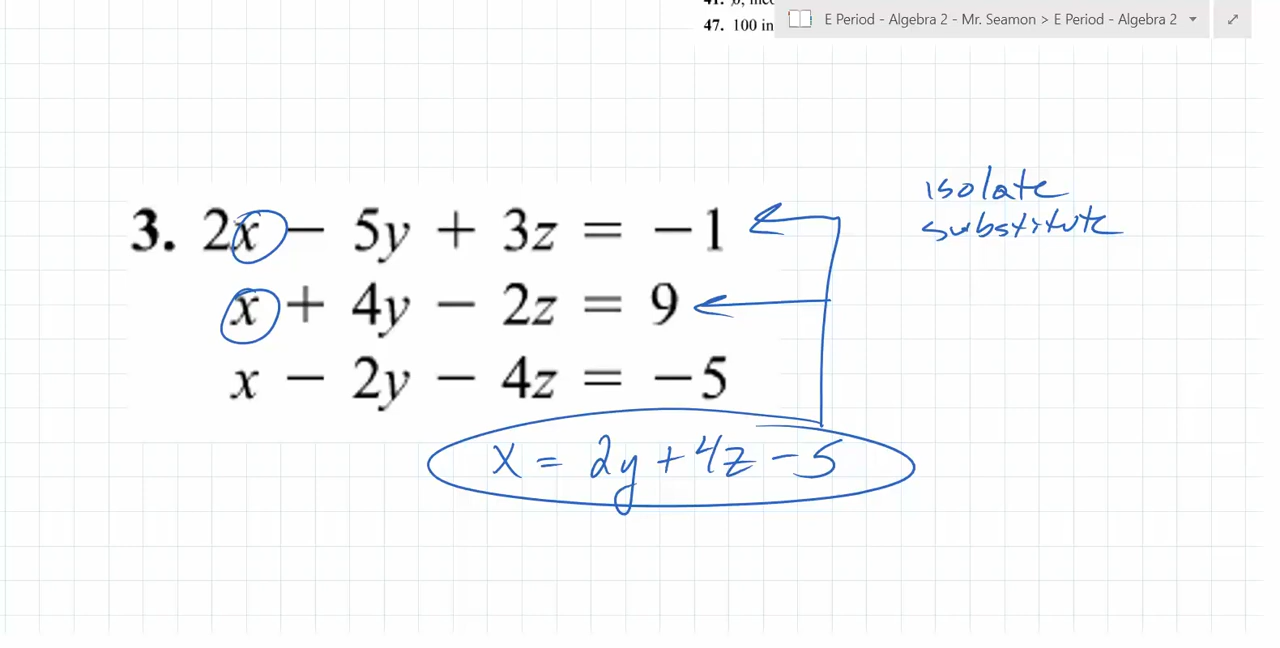 47. 100 in
E Period - Algebra 2 - Mr. Seamon > E Period - Algebra 2
isolate
substitute
3. 2x − 5y + 3z = −1
x + 4y − 2z = 9
x − 2y − 4z = −5
x = 2y + 4z − 5